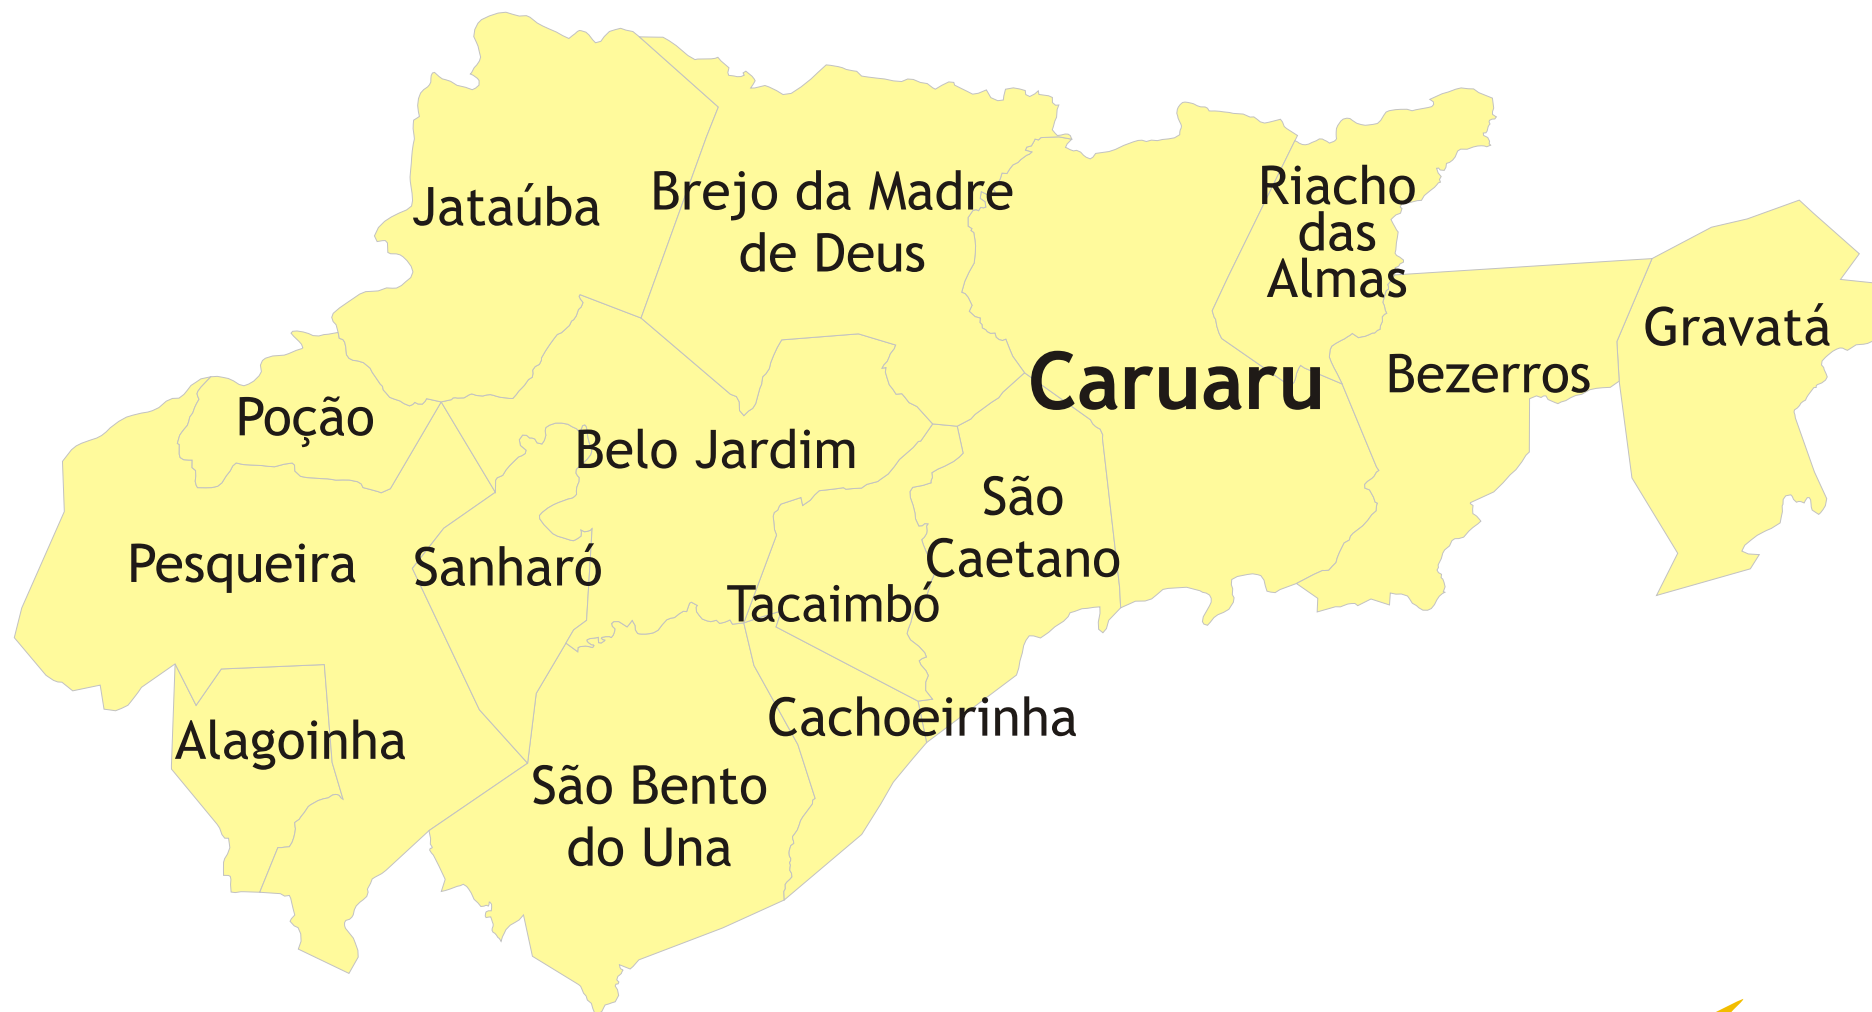 Jataúba
Brejo da Madre
de Deus
Riacho
das
Almas
Gravatá
Bezerros
Caruaru
Poção
Belo Jardim
São
Caetano
Pesqueira
Sanharó
Tacaimbó
Cachoeirinha
Alagoinha
São Bento
do Una